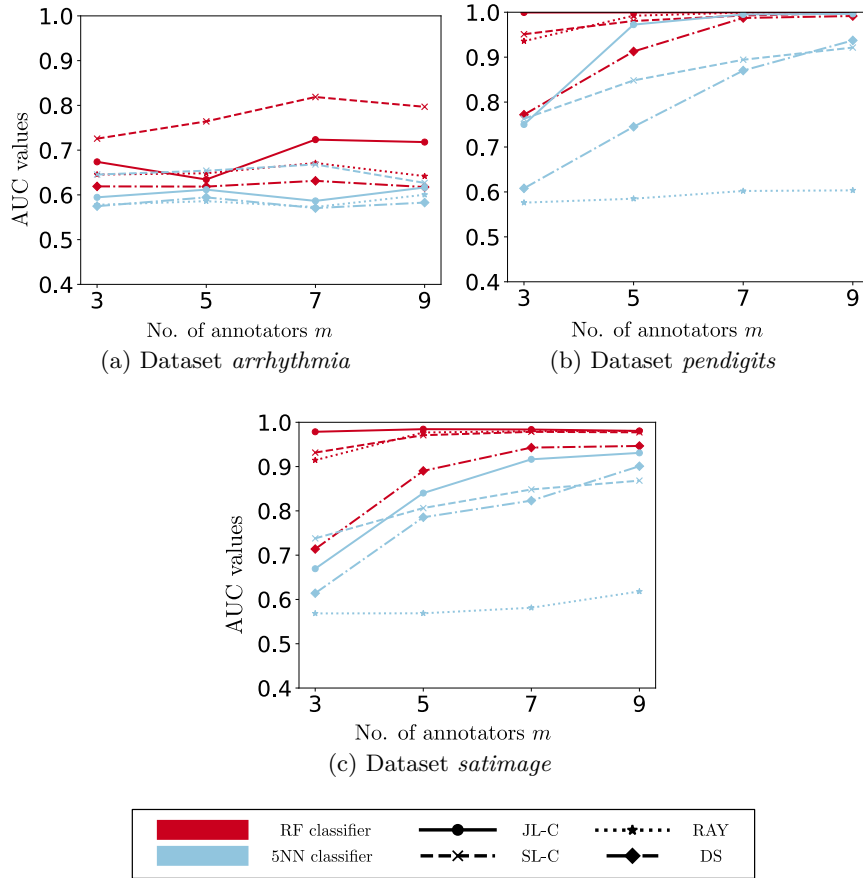 1.0
0.9
0.8
0.7
0.6
0.5
0.4
AUC values
3 5 7 9
No. of annotators m
(a) Dataset arrhythmia
1.0
0.9
0.8
0.7
0.6
0.5
0.4
3 5 7 9
No. of annotators m
(b) Dataset pendigits
1.0
0.9
0.8
0.7
0.6
0.5
0.4
AUC values
3 5 7 9
No. of annotators m
(c) Dataset satimage
RF classifier JL-C RAY
5NN classifier SL-C DS